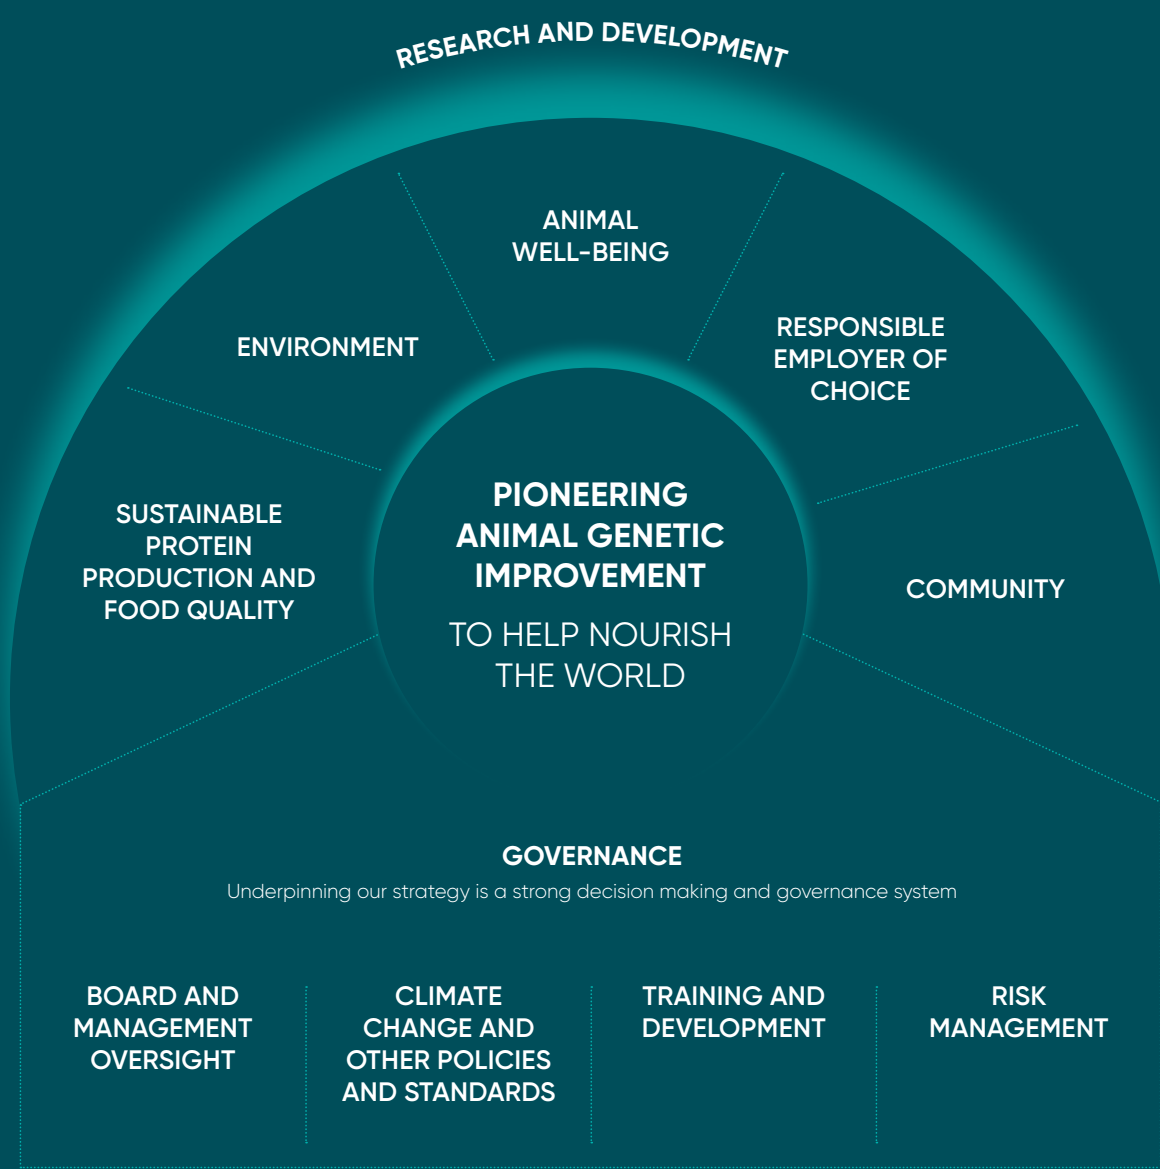 RESEARCH AND DEVELOPMENT
ANIMAL
WELL-BEING
ENVIRONMENT
RESPONSIBLE
EMPLOYER OF
CHOICE
SUSTAINABLE
PROTEIN
PRODUCTION AND
FOOD QUALITY
PIONEERING
ANIMAL GENETIC
IMPROVEMENT
TO HELP NOURISH
THE WORLD
COMMUNITY
GOVERNANCE
Underpinning our strategy is a strong decision making and governance system
BOARD AND
MANAGEMENT
OVERSIGHT
CLIMATE
CHANGE AND
OTHER POLICIES
AND STANDARDS
TRAINING AND
DEVELOPMENT
RISK
MANAGEMENT